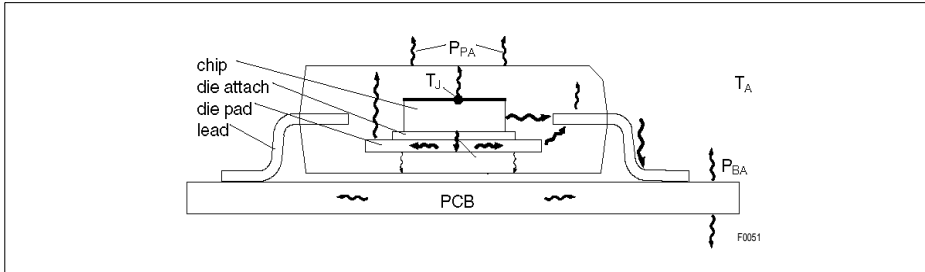 P_PA
chip
die attach
die pad
lead
T_J
T_A
P_BA
PCB
F0051